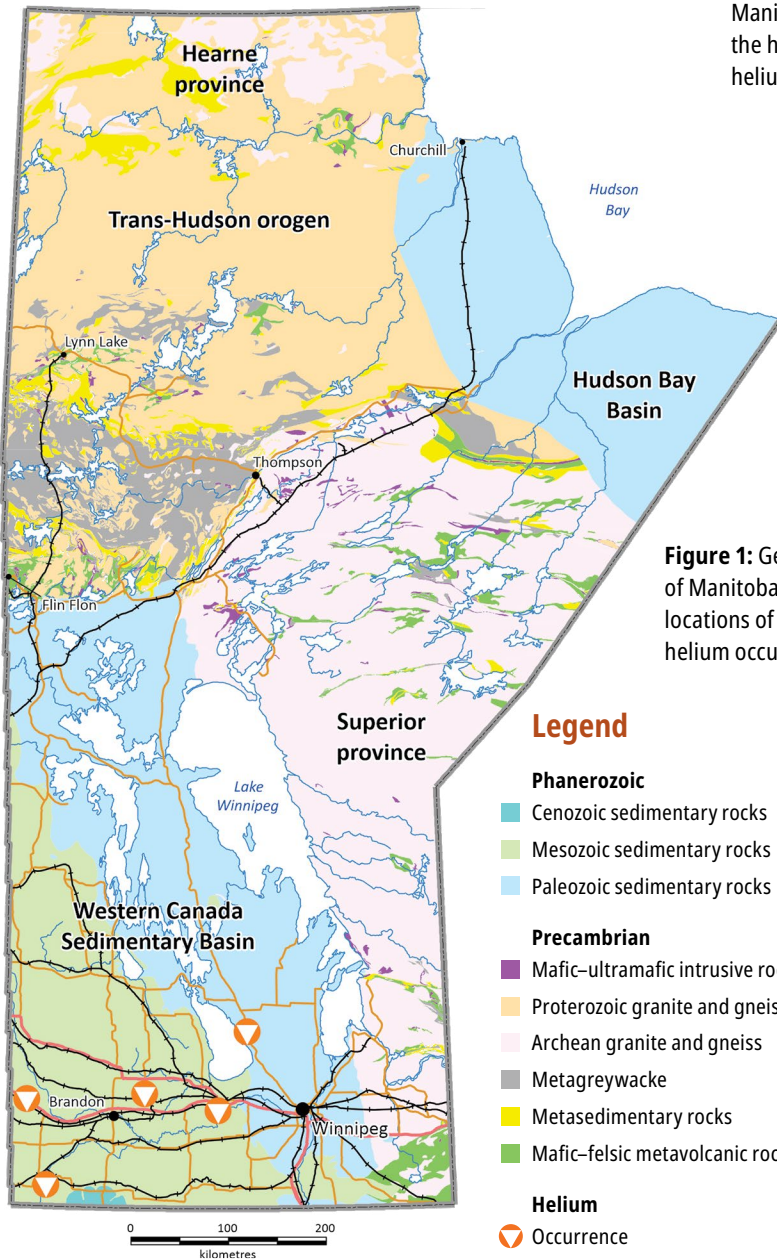 Mani
the h
heliu
Hearne
province
Churchill
Hudson
Bay
Trans-Hudson orogen
Lynn Lake
Hudson Bay
Basin
Thompson
Figure 1: Ge
of Manitoba
locations of
helium occu
Flin Flon
Superior
province
Lake
Winnipeg
Western Canada
Sedimentary Basin
Brandon
Winnipeg
0 100 200
kilometres
Legend
Phanerozoic
Cenozoic sedimentary rocks
Mesozoic sedimentary rocks
Paleozoic sedimentary rocks
Precambrian
Mafic–ultramafic intrusive roc
Proterozoic granite and gneis
Archean granite and gneiss
Metagreywacke
Metasedimentary rocks
Mafic–felsic metavolcanic roc
Helium
Occurrence